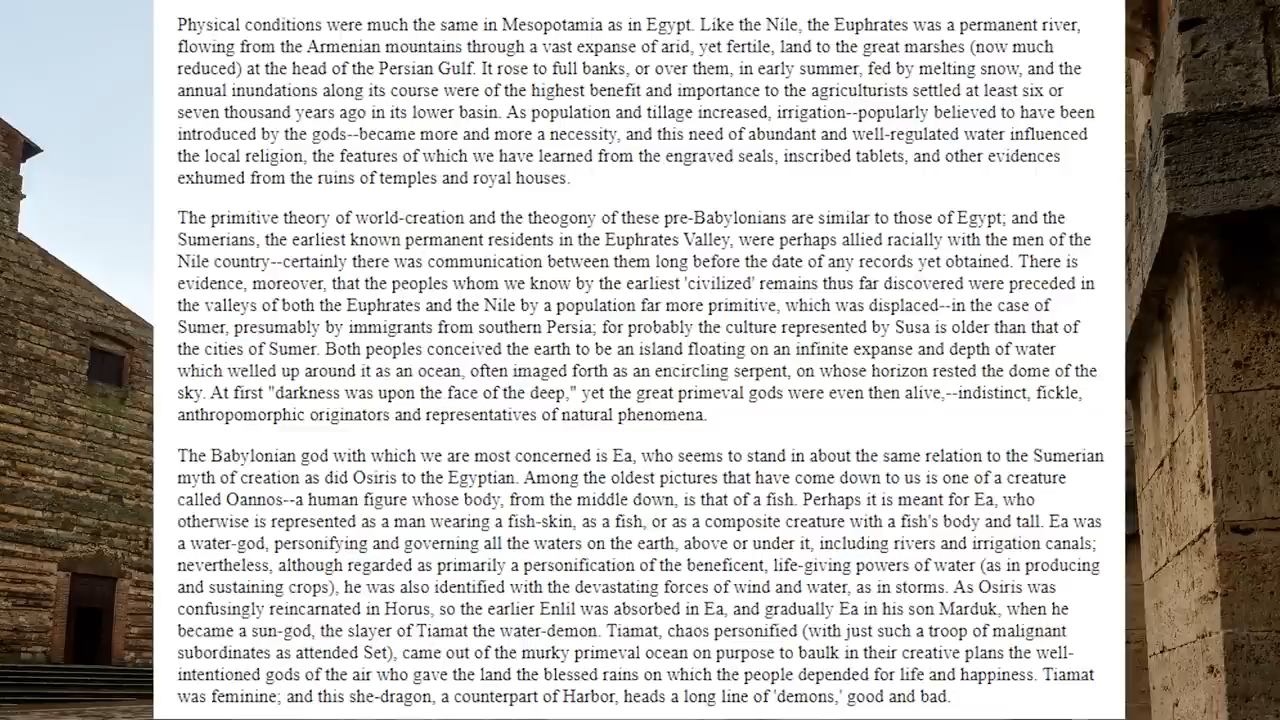 Physical conditions were much the same in Mesopotamia as in Egypt. Like the Nile, the Euphrates was a permanent river,
flowing from the Armenian mountains through a vast expanse of arid, yet fertile, land to the great marshes (now much
reduced) at the head of the Persian Gulf. It rose to full banks, or over them, in early summer, fed by melting snow, and the
annual inundations along its course were of the highest benefit and importance to the agriculturists settled at least six or
seven thousand years ago in its lower basin. As population and tillage increased, irrigation--popularly believed to have been
introduced by the gods--became more and more a necessity, and this need of abundant and well-regulated water influenced
the local religion, the features of which we have learned from the engraved seals, inscribed tablets, and other evidences
exhumed from the ruins of temples and royal houses.
The primitive theory of world-creation and the theogony of these pre-Babylonians are similar to those of Egypt; and the
Sumerians, the earliest known permanent residents in the Euphrates Valley, were perhaps allied racially with the men of the
Nile country--certainly there was communication between them long before the date of any records yet obtained. There is
evidence, moreover, that the peoples whom we know by the earliest 'civilized' remains thus far discovered were preceded in
the valleys of both the Euphrates and the Nile by a population far more primitive, which was displaced--in the case of
Sumer, presumably by immigrants from southern Persia; for probably the culture represented by Susa is older than that of
the cities of Sumer. Both peoples conceived the earth to be an island floating on an infinite expanse and depth of water
which welled up around it as an ocean, often imaged forth as an encircling serpent, on whose horizon rested the dome of the
sky. At first "darkness was upon the face of the deep," yet the great primeval gods were even then alive,--indistinct, fickle,
anthropomorphic originators and representatives of natural phenomena.
The Babylonian god with which we are most concerned is Ea, who seems to stand in about the same relation to the Sumerian
myth of creation as did Osiris to the Egyptian. Among the oldest pictures that have come down to us is one of a creature
called Oannos--a human figure whose body, from the middle down, is that of a fish. Perhaps it is meant for Ea, who
otherwise is represented as a man wearing a fish-skin, as a fish, or as a composite creature with a fish's body and tall. Ea was
a water-god, personifying and governing all the waters on the earth, above or under it, including rivers and irrigation canals;
nevertheless, although regarded as primarily a personification of the beneficent, life-giving powers of water (as in producing
and sustaining crops), he was also identified with the devastating forces of wind and water, as in storms. As Osiris was
confusingly reincarnated in Horus, so the earlier Enlil was absorbed in Ea, and gradually Ea in his son Marduk, when he
became a sun-god, the slayer of Tiamat the water-demon. Tiamat, chaos personified (with just such a troop of malignant
subordinates as attended Set), came out of the murky primeval ocean on purpose to baulk in their creative plans the well-
intentioned gods of the air who gave the land the blessed rains on which the people depended for life and happiness. Tiamat
was feminine; and this she-dragon, a counterpart of Harbor, heads a long line of 'demons,' good and bad.